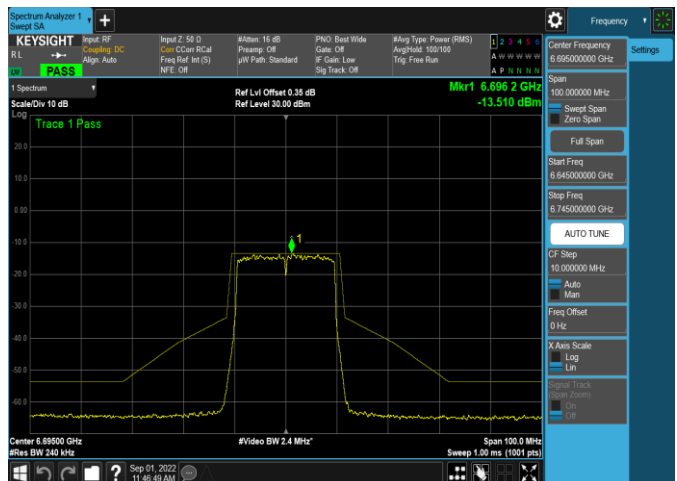 Spectrum Analyzer 1
Swept SA
Frequency
KEYSIGHT
Input: RF
Coupling: DC
Align: Auto
Input Z: 50 Ω
Corr CCorr RCal
Freq Ref: Int (S)
NFE: Off
#Atten: 16 dB
Preamp: Off
µW Path: Standard
PNO: Best Wide
Gate: Off
IF Gain: Low
Sig Track: Off
#Avg Type: Power (RMS)
Avg|Hold: 100/100
Trig: Free Run
1 2 3 4 5 6
A W W W W W
A P N N N N
R L
LW
PASS
1 Spectrum
Scale/Div 10 dB
Log
Ref Lvl Offset 0.35 dB
Ref Level 30.00 dBm
Mkr1 6.696 2 GHz
-13.510 dBm
Trace 1 Pass
20.0
10.0
0.00
-10.0
-20.0
-30.0
-40.0
-50.0
-60.0
1
Center 6.69500 GHz
#Res BW 240 kHz
#Video BW 2.4 MHz*
Span 100.0 MHz
Sweep 1.00 ms (1001 pts)
Sep 01, 2022
11:46:49 AM
Center Frequency
6.695000000 GHz
Settings
Span
100.000000 MHz
Swept Span
Zero Span
Full Span
Start Freq
6.645000000 GHz
Stop Freq
6.745000000 GHz
AUTO TUNE
CF Step
10.000000 MHz
Auto
Man
Freq Offset
0 Hz
X Axis Scale
Log
Lin
Signal Track
(Span Zoom)
On
Off